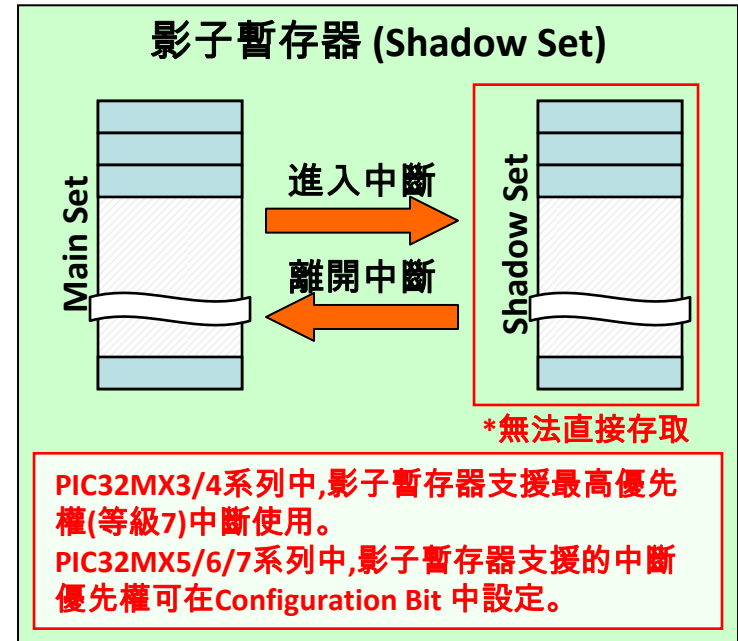 影子暫存器 (Shadow Set)
Main Set
進入中斷
離開中斷
Shadow Set
*無法直接存取
PIC32MX3/4系列中,影子暫存器支援最高優先
權(等級7)中斷使用。
PIC32MX5/6/7系列中,影子暫存器支援的中斷
優先權可在Configuration Bit 中設定。